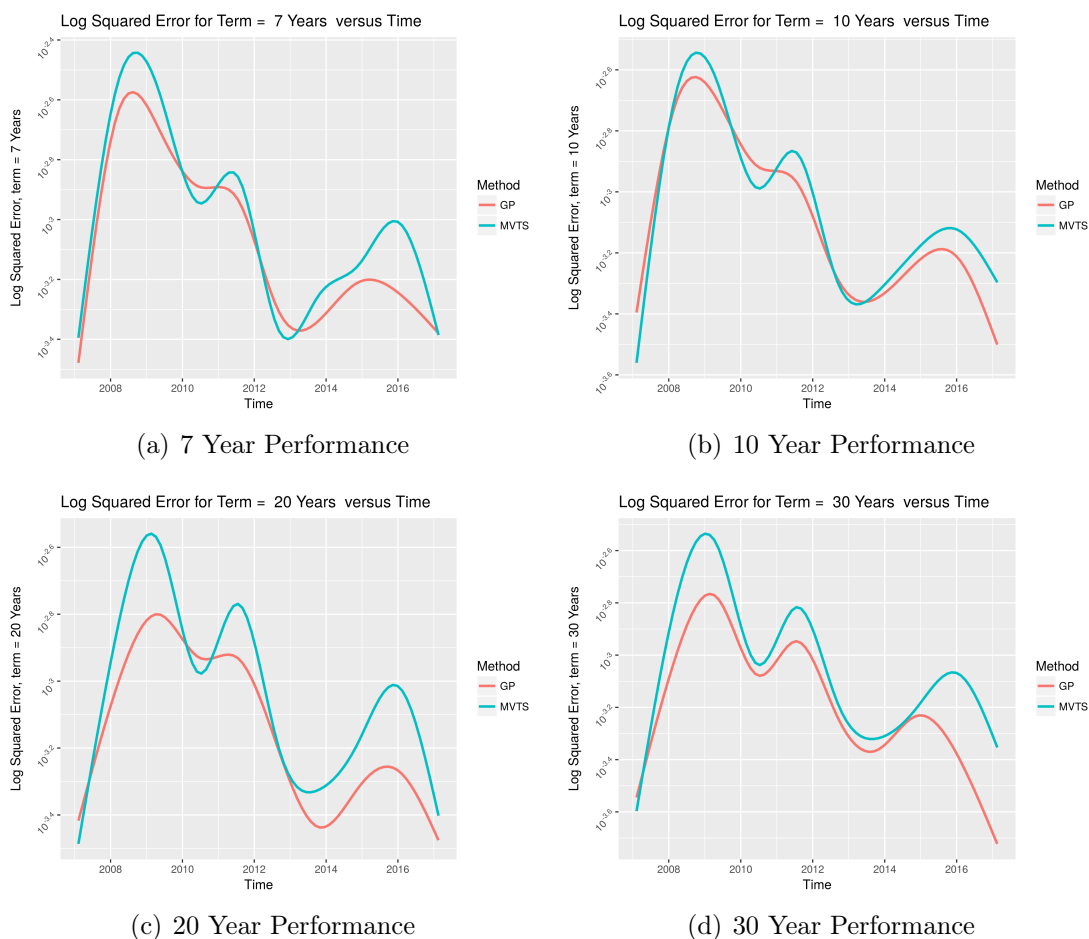 Log Squared Error for Term =  7 Years  versus Time
Log Squared Error, term = 7 Years
10^-2.4
10^-2.6
10^-2.8
10^-3
10^-3.2
10^-3.4
2008 2010 2012 2014 2016
Time
Method
GP
MVTS
(a) 7 Year Performance
Log Squared Error for Term =  10 Years  versus Time
Log Squared Error, term = 10 Years
10^-2.6
10^-2.8
10^-3
10^-3.2
10^-3.4
10^-3.6
2008 2010 2012 2014 2016
Time
Method
GP
MVTS
(b) 10 Year Performance
Log Squared Error for Term =  20 Years  versus Time
Log Squared Error, term = 20 Years
10^-2.6
10^-2.8
10^-3
10^-3.2
10^-3.4
2008 2010 2012 2014 2016
Time
Method
GP
MVTS
(c) 20 Year Performance
Log Squared Error for Term =  30 Years  versus Time
Log Squared Error, term = 30 Years
10^-2.6
10^-2.8
10^-3
10^-3.2
10^-3.4
10^-3.6
2008 2010 2012 2014 2016
Time
Method
GP
MVTS
(d) 30 Year Performance